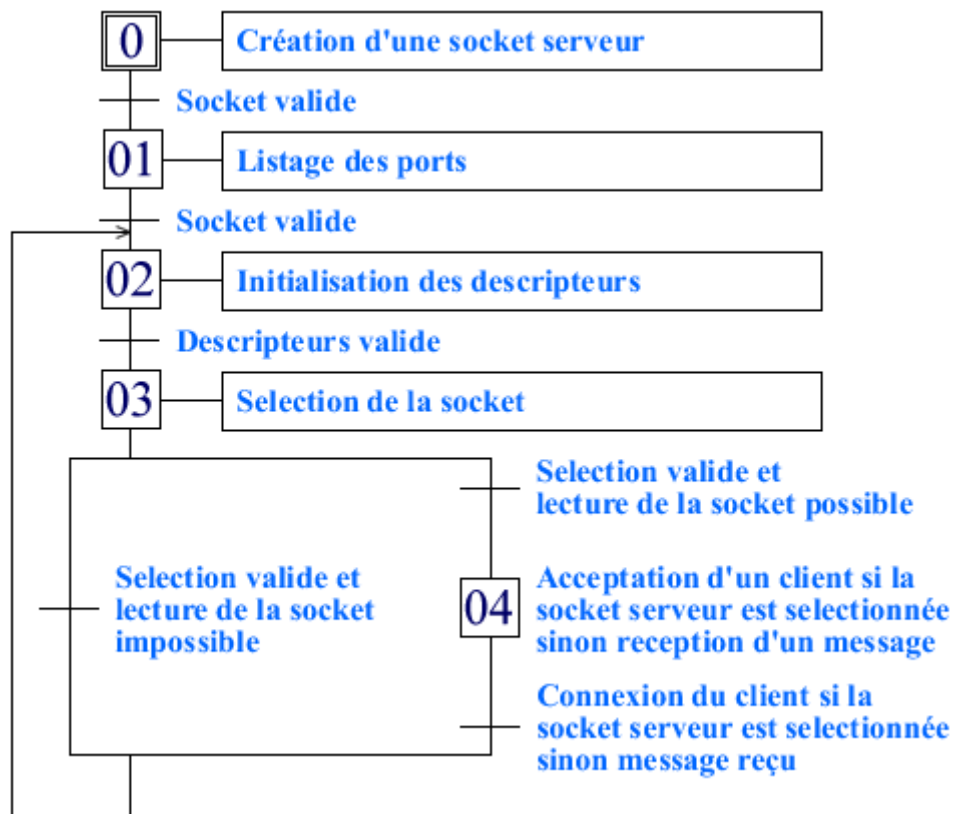 0
Création d'une socket serveur
Socket valide
01
Listage des ports
Socket valide
02
Initialisation des descripteurs
Descripteurs valide
03
Selection de la socket
Selection valide et
lecture de la socket possible
Selection valide et
lecture de la socket
impossible
04
Acceptation d'un client si la
socket serveur est selectionnée
sinon reception d'un message
Connexion du client si la
socket serveur est selectionnée
sinon message reçu